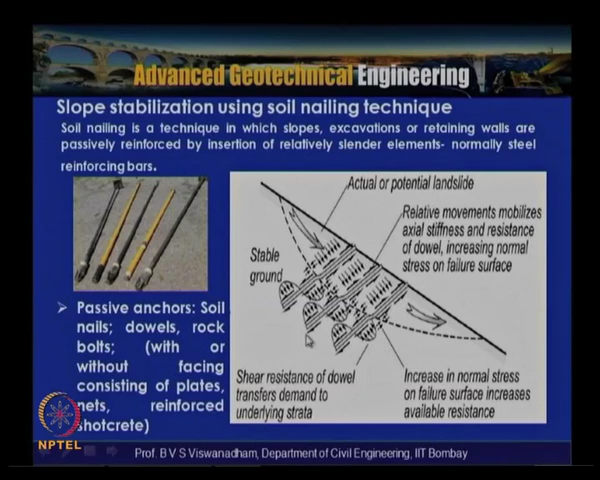 Advanced Geotechnical Engineering
Slope stabilization using soil nailing technique
Soil nailing is a technique in which slopes, excavations or retaining walls are
passively reinforced by insertion of relatively slender elements- normally steel
reinforcing bars.
Actual or potential landslide
Relative movements mobilizes
axial stiffness and resistance
of dowel, increasing normal
stress on failure surface
Stable
ground
➢ Passive anchors: Soil
nails; dowels, rock
bolts; (with or
without facing
consisting of plates,
nets, reinforced
shotcrete)
Shear resistance of dowel
transfers demand to
underlying strata
Increase in normal stress
on failure surface increases
available resistance
NPTEL
Prof. B V S Viswanadham, Department of Civil Engineering, IIT Bombay